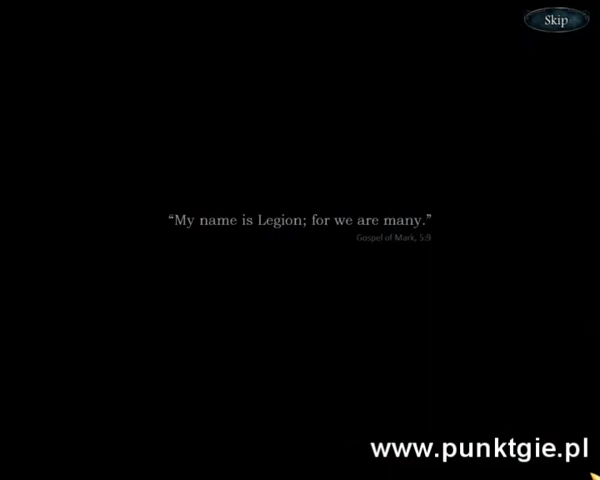 Skip
“My name is Legion; for we are many.”
Gospel of Mark, 5:9
www.punktgie.pl